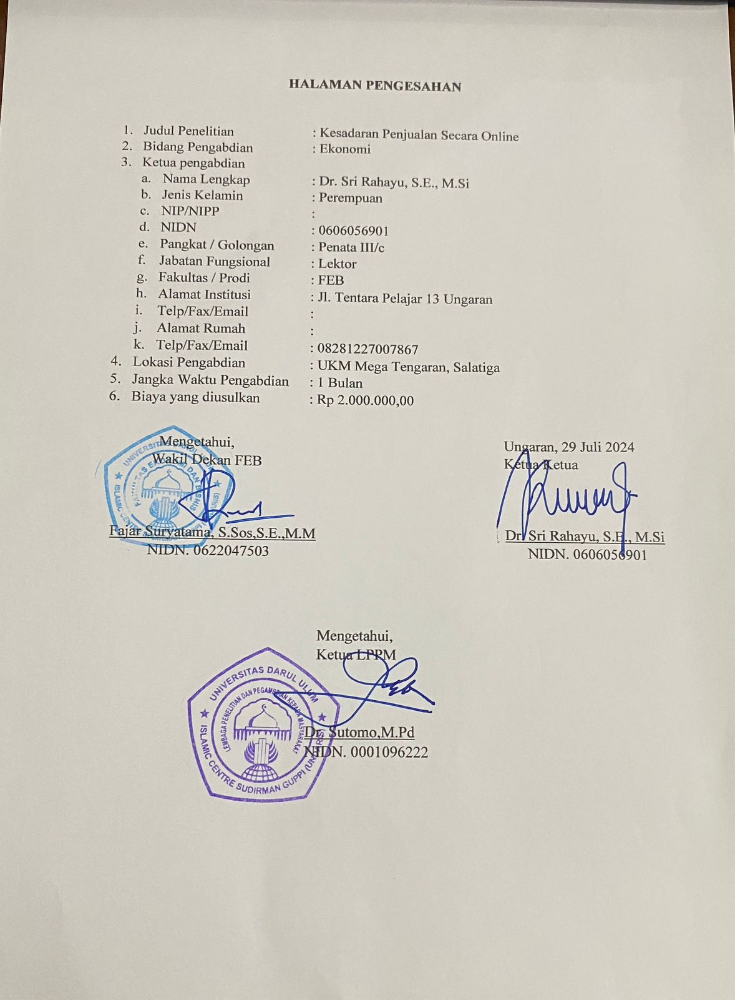 HALAMAN PENGESAHAN
1. Judul Penelitian : Kesadaran Penjualan Secara Online
2. Bidang Pengabdian : Ekonomi
3. Ketua pengabdian
a. Nama Lengkap : Dr. Sri Rahayu, S.E., M.Si
b. Jenis Kelamin : Perempuan
c. NIP/NIPP :
d. NIDN : 0606056901
e. Pangkat / Golongan : Penata III/c
f. Jabatan Fungsional : Lektor
g. Fakultas / Prodi : FEB
h. Alamat Institusi : Jl. Tentara Pelajar 13 Ungaran
i. Telp/Fax/Email :
j. Alamat Rumah :
k. Telp/Fax/Email : 08281227007867
4. Lokasi Pengabdian : UKM Mega Tengaran, Salatiga
5. Jangka Waktu Pengabdian : 1 Bulan
6. Biaya yang diusulkan : Rp 2.000.000,00
Mengetahui,
Wakil Dekan FEB
UNIVERSITAS DARUL ULUM
FAKULTAS EKONOMI DAN BISNIS
ISLAMIC CENTRE
Fajar Suryatama, S.Sos,S.E.,M.M
NIDN. 0622047503
Ungaran, 29 Juli 2024
Ketua Ketua
Dr. Sri Rahayu, S.E., M.Si
NIDN. 0606056901
Mengetahui,
Ketua LPPM
UNIVERSITAS DARUL ULUM
LEMBAGA PENELITIAN DAN PEGAMBDIAN KEPADA MASYARAKAT
ISLAMIC CENTRE SUDIRMAN GUPPI (UNDARIS)
Dr. Sutomo,M.Pd
NIDN. 0001096222